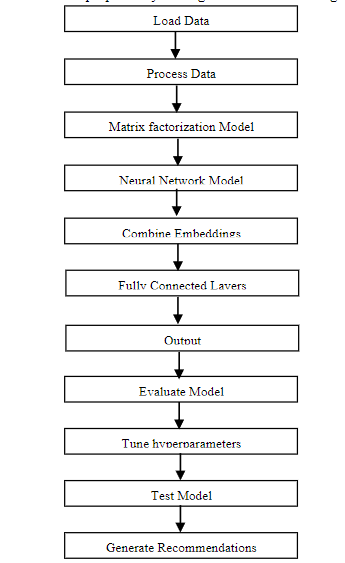 Load Data
Process Data
Matrix factorization Model
Neural Network Model
Combine Embeddings
Fully Connected Layers
Output
Evaluate Model
Tune hyperparameters
Test Model
Generate Recommendations